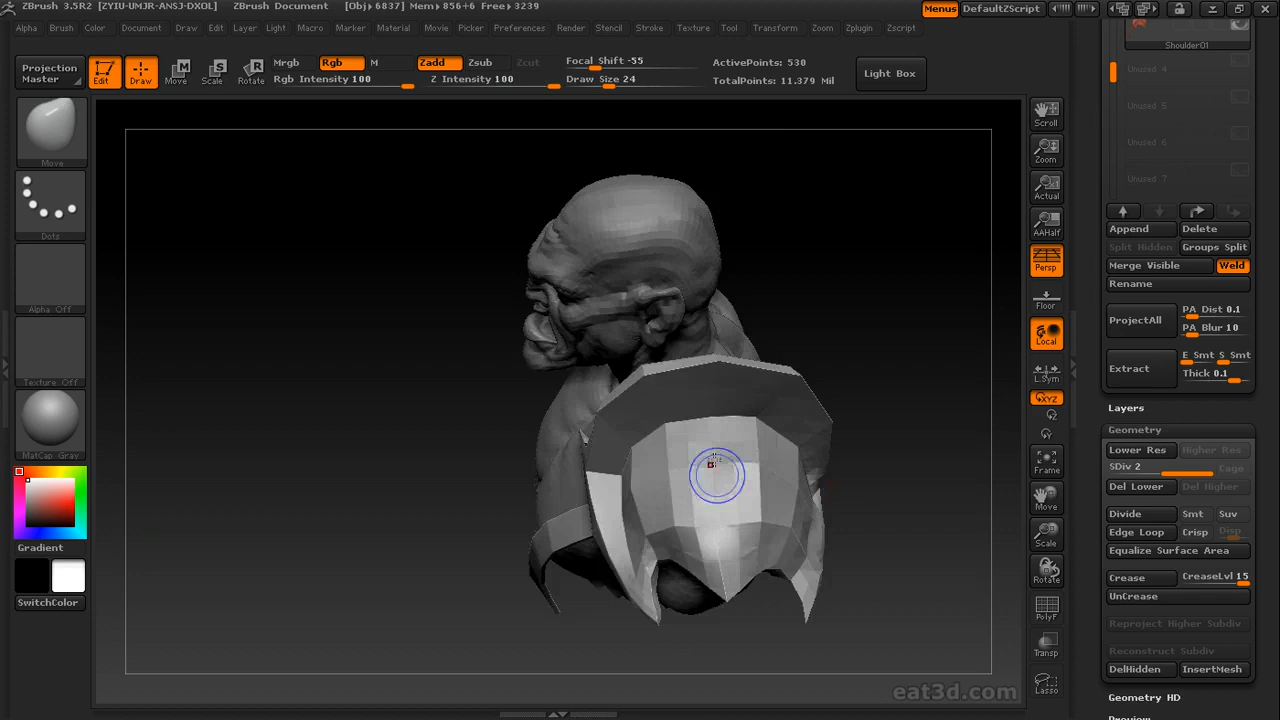 ZBrush 3.5R2 [ZYIU-UMJR-ANSJ-DXOL] ZBrush Document [Obj▸6837] Mem▸856+6 Free▸3239 Menus DefaultZScript
Alpha Brush Color Document Draw Edit Layer Light Macro Marker Material Movie Picker Preferences Render Stencil Stroke Texture Tool Transform Zoom Zplugin Zscript
Projection Master
Edit
Draw
Move
Scale
Rotate
Mrgb Rgb M
Rgb Intensity 100
Zadd Zsub Zcut
Z Intensity 100
Focal Shift -55
Draw Size 24
ActivePoints: 530
TotalPoints: 11.379 Mil
Light Box
Move
Dots
Alpha Off
Texture Off
MatCap Gray
Gradient
SwitchColor
Scroll
Zoom
Actual
AAHalf
Persp
Floor
Local
L.Sym
XYZ
Frame
Move
Scale
Rotate
PolyF
Transp
Lasso
Shoulder01
Unused 4
Unused 5
Unused 6
Unused 7
Append Delete
Split Hidden Groups Split
Merge Visible Weld
Rename
ProjectAll PA Dist 0.1
PA Blur 10
Extract E Smt S Smt
Thick 0.1
Layers
Geometry
Lower Res Higher Res
SDiv 2 Cage
Del Lower Del Higher
Divide Smt Suv
Edge Loop Crisp Disp
Equalize Surface Area
Crease CreaseLvl 15
UnCrease
Reproject Higher Subdiv
Reconstruct Subdiv
DelHidden InsertMesh
Geometry HD
Preview
eat3d.com